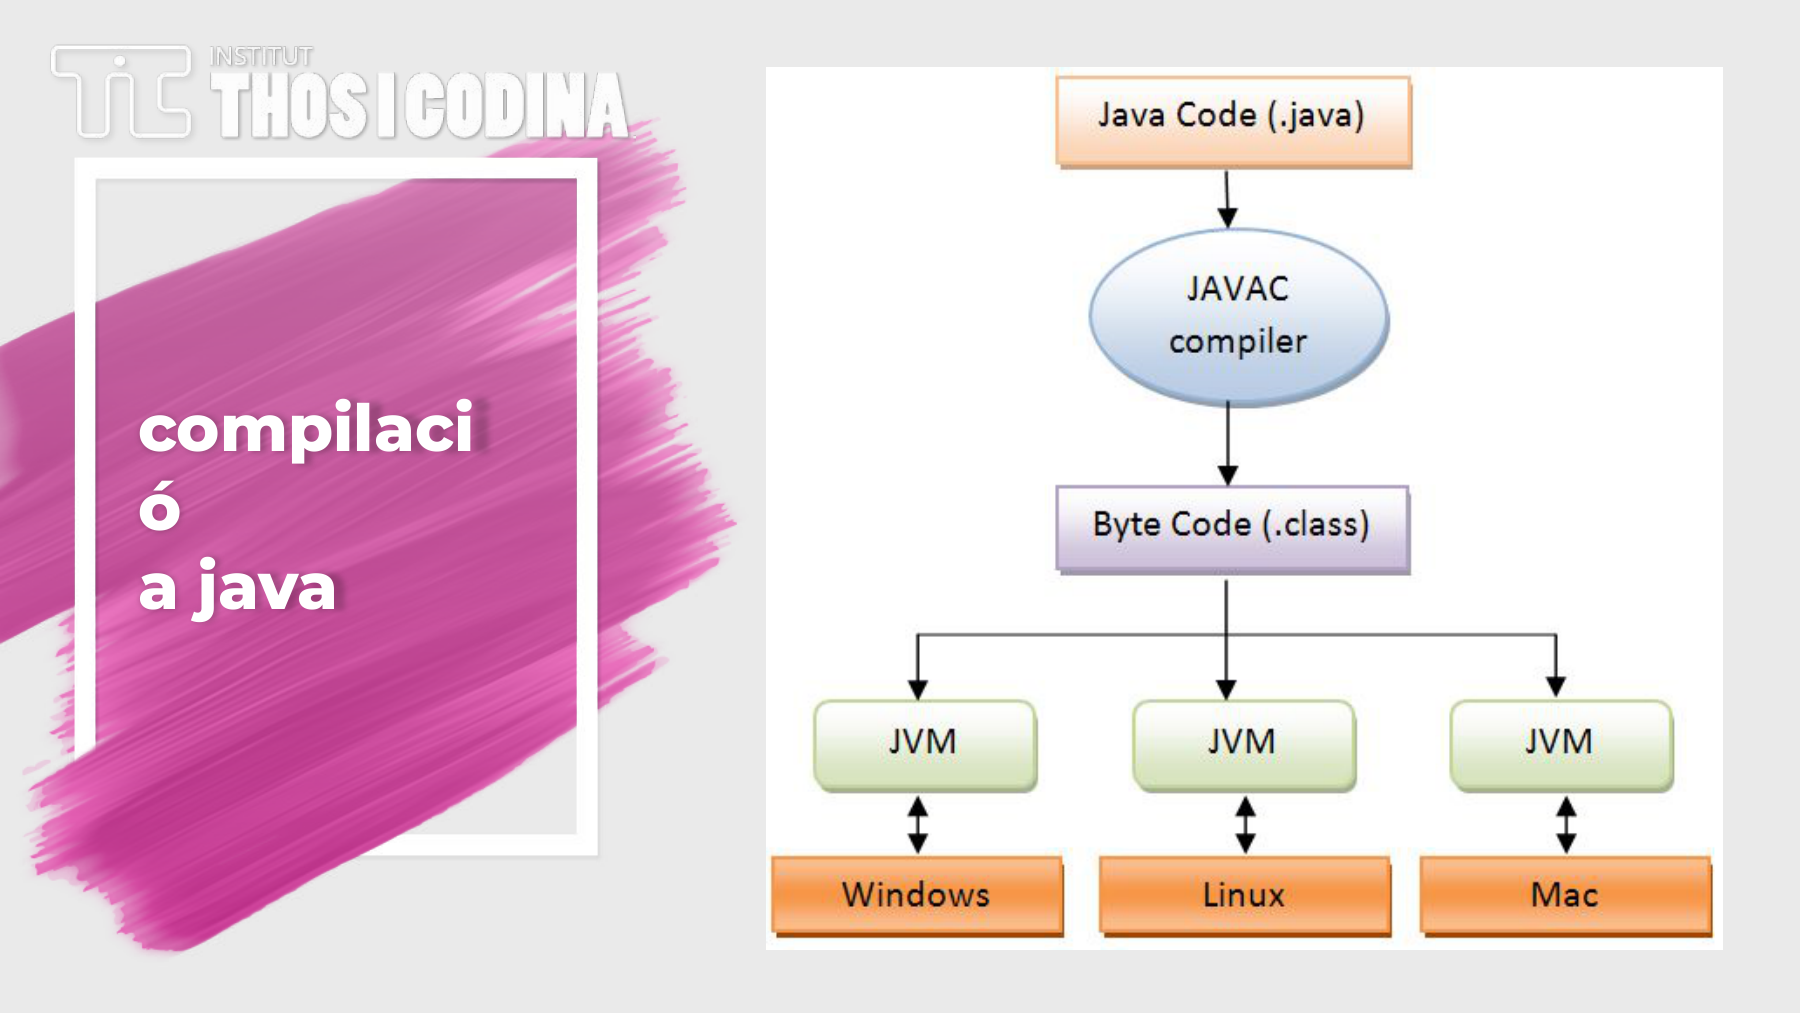 INSTITUT
THOS I CODINA
compilaci
ó
a java
Java Code (.java)
JAVAC
compiler
Byte Code (.class)
JVM
JVM
JVM
Windows
Linux
Mac